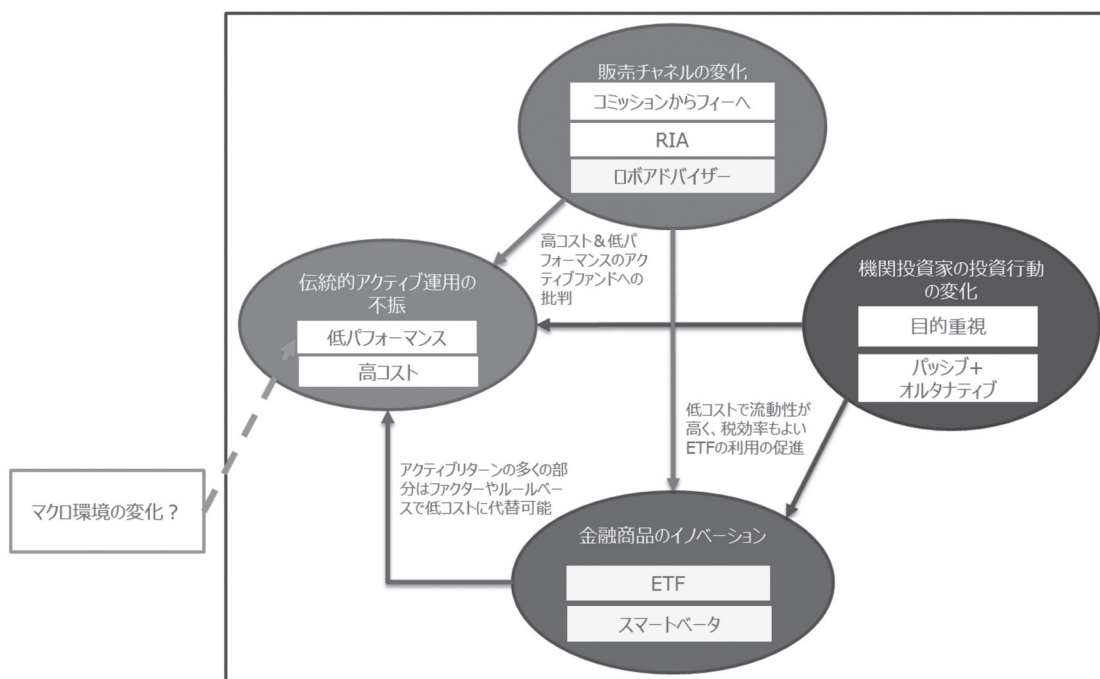 販売チャネルの変化
コミッションからフィーへ
RIA
ロボアドバイザー
高コスト＆低パ
フォーマンスのアク
ティブファンドへの
批判
伝統的アクティブ運用の
不振
低パフォーマンス
高コスト
機関投資家の投資行動
の変化
目的重視
パッシブ＋
オルタナティブ
低コストで流動性が
高く、税効率もよい
ETFの利用の促進
アクティブリターンの多くの部
分はファクターやルールベー
スで低コストに代替可能
マクロ環境の変化？
金融商品のイノベーション
ETF
スマートベータ